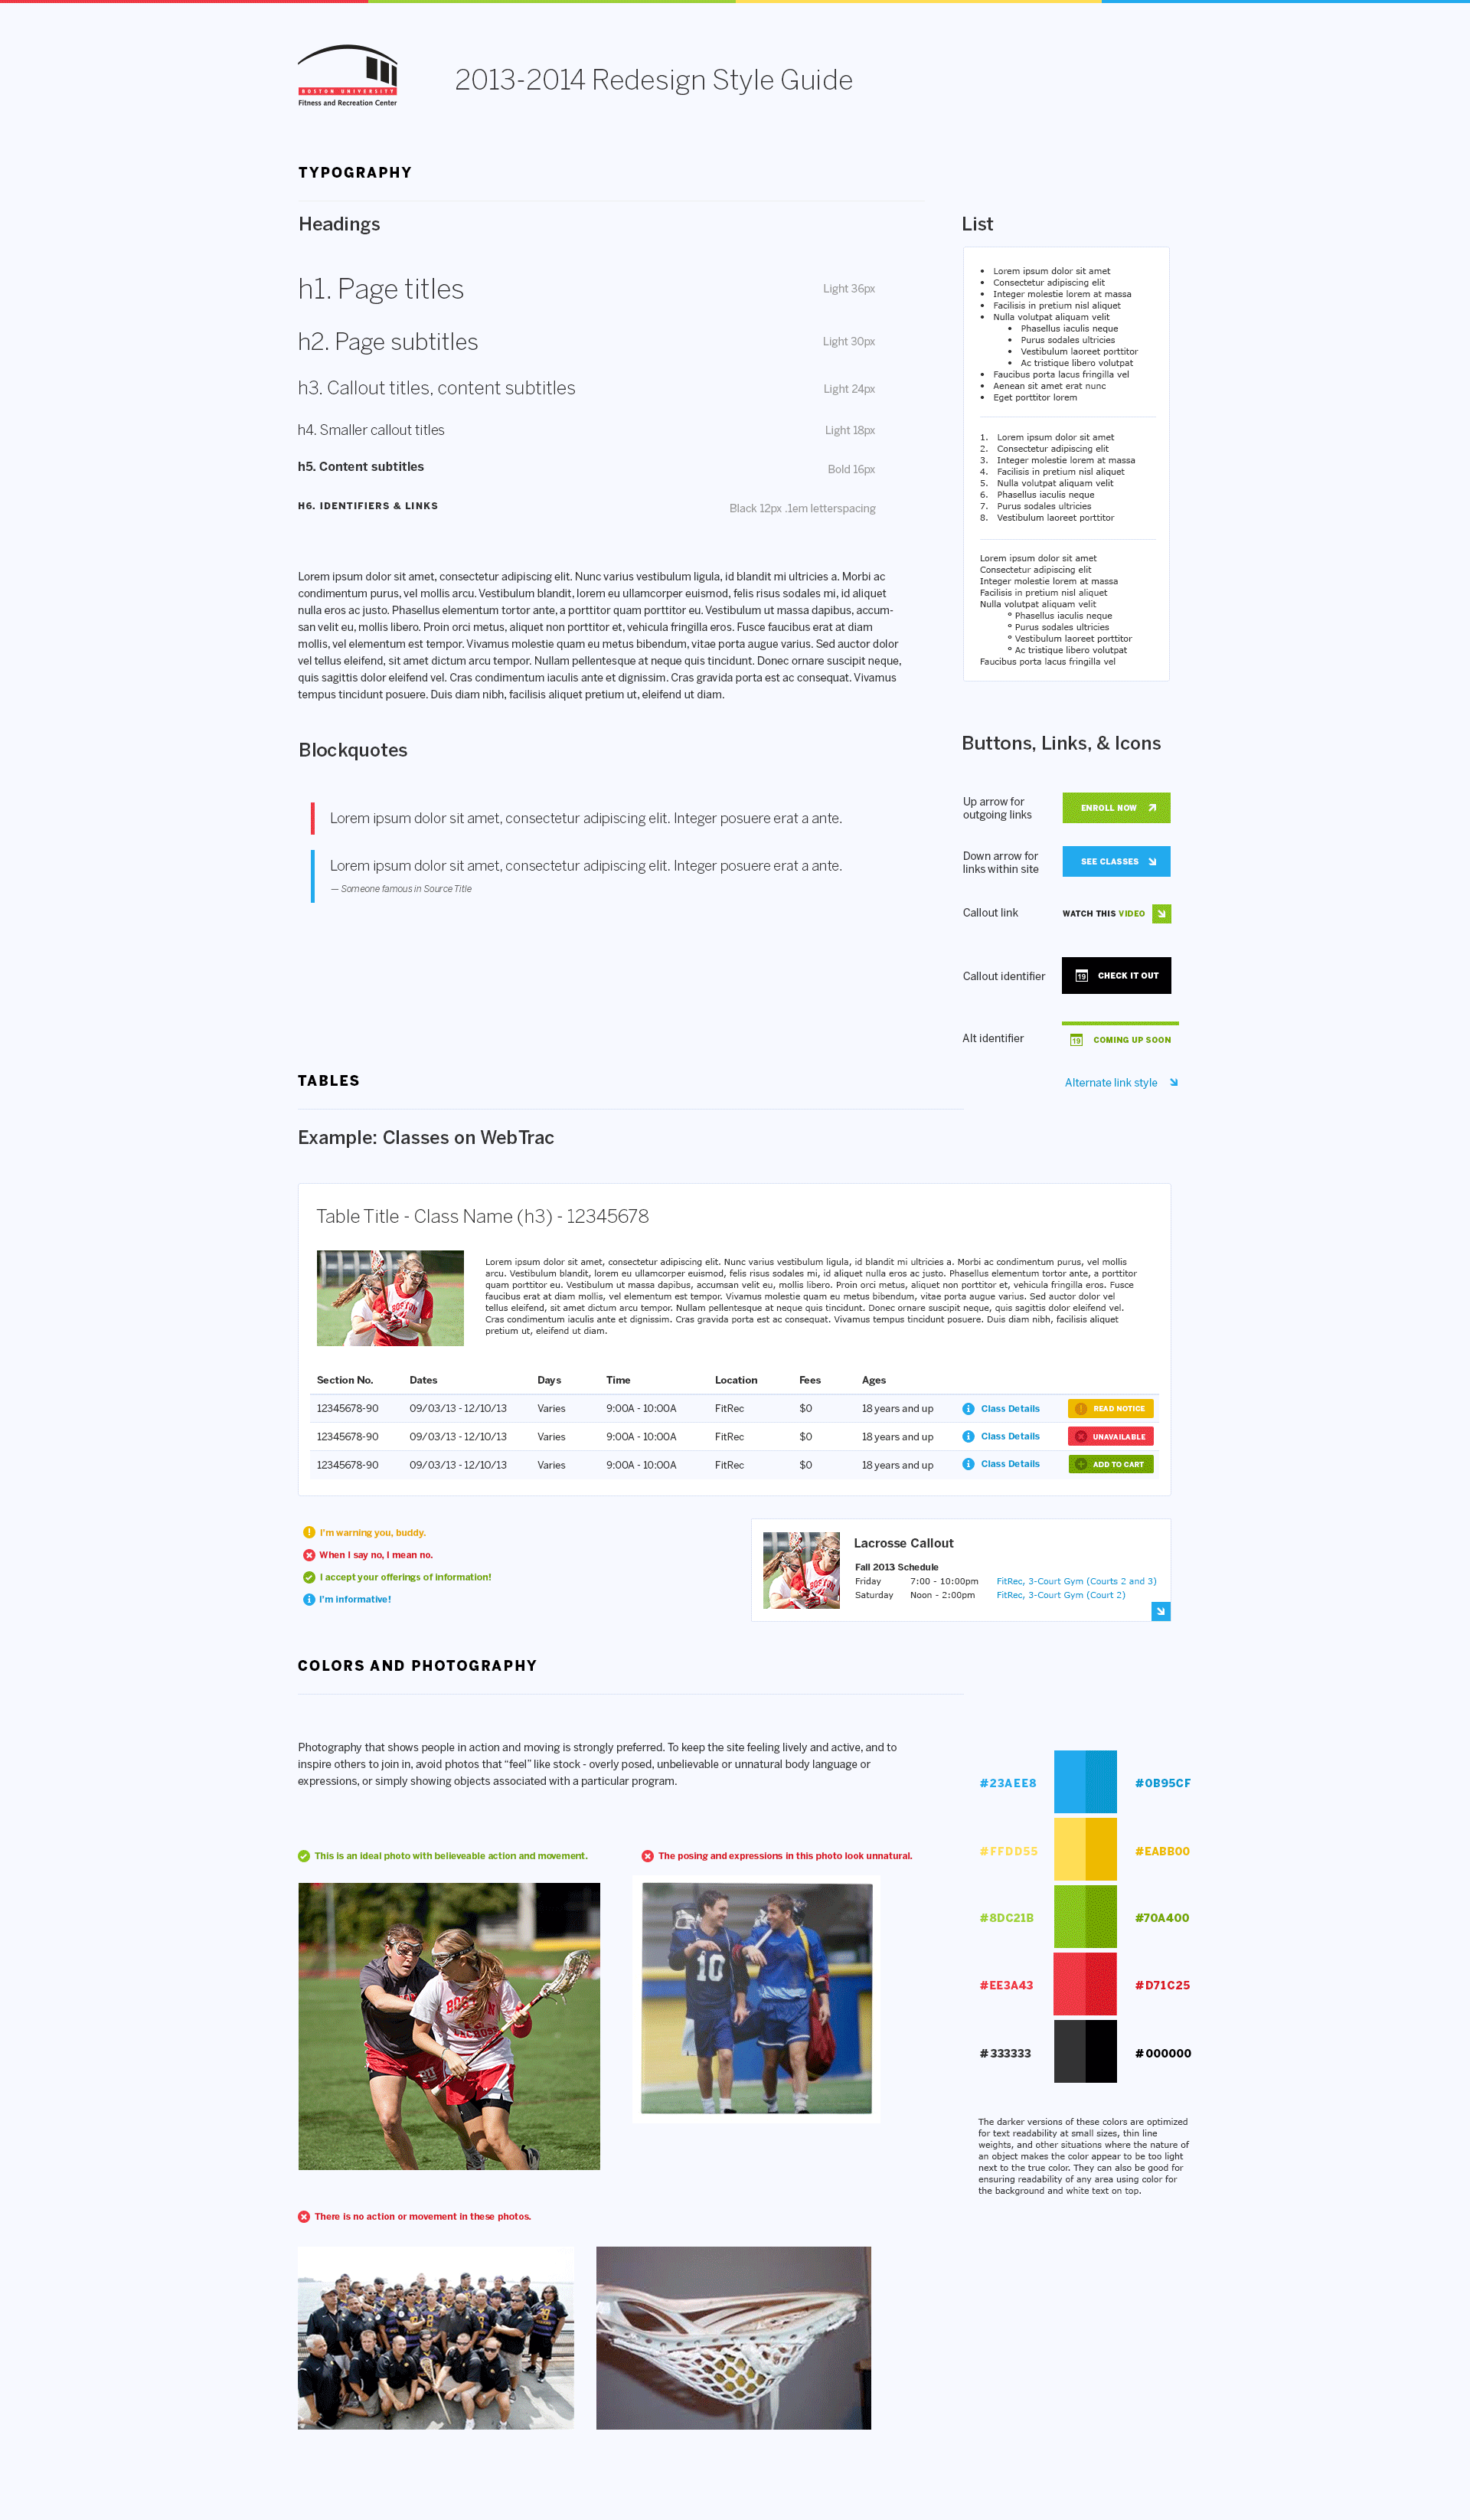 BOSTON UNIVERSITY
Fitness and Recreation Center
2013-2014 Redesign Style Guide
TYPOGRAPHY
Headings
h1. Page titles
Light 36px
h2. Page subtitles
Light 30px
h3. Callout titles, content subtitles
Light 24px
h4. Smaller callout titles
Light 18px
h5. Content subtitles
Bold 16px
H6. IDENTIFIERS & LINKS
Black 12px .1em letterspacing
Lorem ipsum dolor sit amet, consectetur adipiscing elit. Nunc varius vestibulum ligula, id blandit mi ultricies a. Morbi ac
condimentum purus, vel mollis arcu. Vestibulum blandit, lorem eu ullamcorper euismod, felis risus sodales mi, id aliquet
nulla eros ac justo. Phasellus elementum tortor ante, a porttitor quam porttitor eu. Vestibulum ut massa dapibus, accum-
san velit eu, mollis libero. Proin orci metus, aliquet non porttitor et, vehicula fringilla eros. Fusce faucibus erat at diam
mollis, vel elementum est tempor. Vivamus molestie quam eu metus bibendum, vitae porta augue varius. Sed auctor dolor
vel tellus eleifend, sit amet dictum arcu tempor. Nullam pellentesque at neque quis tincidunt. Donec ornare suscipit neque,
quis sagittis dolor eleifend vel. Cras condimentum iaculis ante et dignissim. Cras gravida porta est ac consequat. Vivamus
tempus tincidunt posuere. Duis diam nibh, facilisis aliquet pretium ut, eleifend ut diam.
List
• Lorem ipsum dolor sit amet
• Consectetur adipiscing elit
• Integer molestie lorem at massa
• Facilisis in pretium nisl aliquet
• Nulla volutpat aliquam velit
• Phasellus iaculis neque
• Purus sodales ultricies
• Vestibulum laoreet porttitor
• Ac tristique libero volutpat
• Faucibus porta lacus fringilla vel
• Aenean sit amet erat nunc
• Eget porttitor lorem
1. Lorem ipsum dolor sit amet
2. Consectetur adipiscing elit
3. Integer molestie lorem at massa
4. Facilisis in pretium nisl aliquet
5. Nulla volutpat aliquam velit
6. Phasellus iaculis neque
7. Purus sodales ultricies
8. Vestibulum laoreet porttitor
Lorem ipsum dolor sit amet
Consectetur adipiscing elit
Integer molestie lorem at massa
Facilisis in pretium nisl aliquet
Nulla volutpat aliquam velit
° Phasellus iaculis neque
° Purus sodales ultricies
° Vestibulum laoreet porttitor
° Ac tristique libero volutpat
Faucibus porta lacus fringilla vel
Blockquotes
Lorem ipsum dolor sit amet, consectetur adipiscing elit. Integer posuere erat a ante.
Lorem ipsum dolor sit amet, consectetur adipiscing elit. Integer posuere erat a ante.
— Someone famous in Source Title
Buttons, Links, & Icons
Up arrow for
outgoing links
ENROLL NOW
Down arrow for
links within site
SEE CLASSES
Callout link
WATCH THIS VIDEO
Callout identifier
19 CHECK IT OUT
Alt identifier
19 COMING UP SOON
Alternate link style
TABLES
Example: Classes on WebTrac
Table Title - Class Name (h3) - 12345678
BOSTON
Lorem ipsum dolor sit amet, consectetur adipiscing elit. Nunc varius vestibulum ligula, id blandit mi ultricies a. Morbi ac condimentum purus, vel mollis
arcu. Vestibulum blandit, lorem eu ullamcorper euismod, felis risus sodales mi, id aliquet nulla eros ac justo. Phasellus elementum tortor ante, a porttitor
quam porttitor eu. Vestibulum ut massa dapibus, accumsan velit eu, mollis libero. Proin orci metus, aliquet non porttitor et, vehicula fringilla eros. Fusce
faucibus erat at diam mollis, vel elementum est tempor. Vivamus molestie quam eu metus bibendum, vitae porta augue varius. Sed auctor dolor vel
tellus eleifend, sit amet dictum arcu tempor. Nullam pellentesque at neque quis tincidunt. Donec ornare suscipit neque, quis sagittis dolor eleifend vel.
Cras condimentum iaculis ante et dignissim. Cras gravida porta est ac consequat. Vivamus tempus tincidunt posuere. Duis diam nibh, facilisis aliquet
pretium ut, eleifend ut diam.
Section No. Dates Days Time Location Fees Ages
12345678-90 09/03/13 - 12/10/13 Varies 9:00A - 10:00A FitRec $0 18 years and up Class Details READ NOTICE
12345678-90 09/03/13 - 12/10/13 Varies 9:00A - 10:00A FitRec $0 18 years and up Class Details UNAVAILABLE
12345678-90 09/03/13 - 12/10/13 Varies 9:00A - 10:00A FitRec $0 18 years and up Class Details ADD TO CART
I'm warning you, buddy.
When I say no, I mean no.
I accept your offerings of information!
I'm informative!
BOSTON
Lacrosse Callout
Fall 2013 Schedule
Friday 7:00 - 10:00pm FitRec, 3-Court Gym (Courts 2 and 3)
Saturday Noon - 2:00pm FitRec, 3-Court Gym (Court 2)
COLORS AND PHOTOGRAPHY
Photography that shows people in action and moving is strongly preferred. To keep the site feeling lively and active, and to
inspire others to join in, avoid photos that “feel” like stock - overly posed, unbelievable or unnatural body language or
expressions, or simply showing objects associated with a particular program.
This is an ideal photo with believeable action and movement.
BOSTON
LACROSSE
The posing and expressions in this photo look unnatural.
10
There is no action or movement in these photos.
#23AEE8 #0B95CF
#FFDD55 #EABB00
#8DC21B #70A400
#EE3A43 #D71C25
#333333 #000000
The darker versions of these colors are optimized
for text readability at small sizes, thin line
weights, and other situations where the nature of
an object makes the color appear to be too light
next to the true color. They can also be good for
ensuring readability of any area using color for
the background and white text on top.